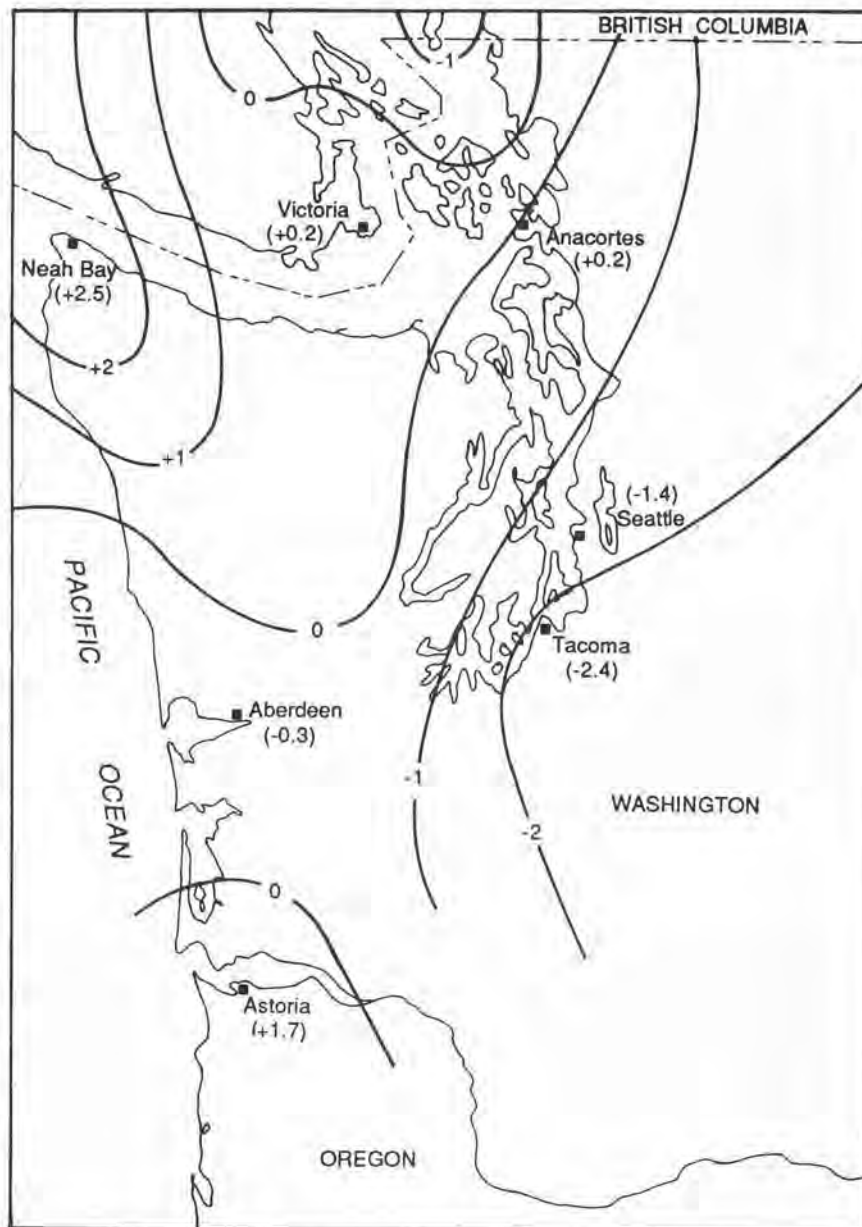 BRITISH COLUMBIA
-1
0
Victoria
(+0.2)
Anacortes
(+0.2)
Neah Bay
(+2.5)
+2
+1
(-1.4)
Seattle
0
Tacoma
(-2.4)
Aberdeen
(-0.3)
PACIFIC
OCEAN
-1
-2
WASHINGTON
0
Astoria
(+1.7)
OREGON